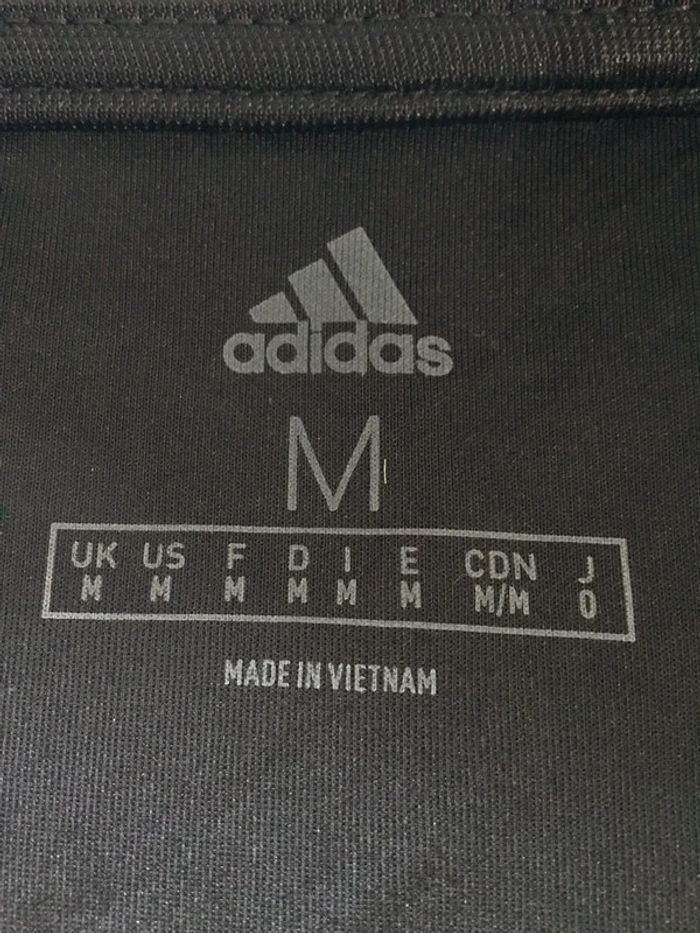 adidas
M
UK US F D I E CDN J
M M M M M M M/M O
MADE IN VIETNAM